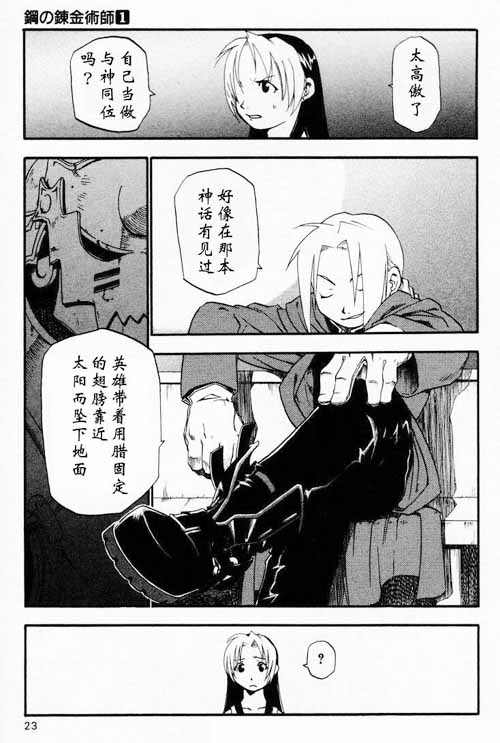 鋼の錬金術師1
太高傲了
自己当做
与神同位
吗？
好像在那本
神话有见过
英雄带着用腊固定
的翅膀靠近
太阳而坠下地面
？
23